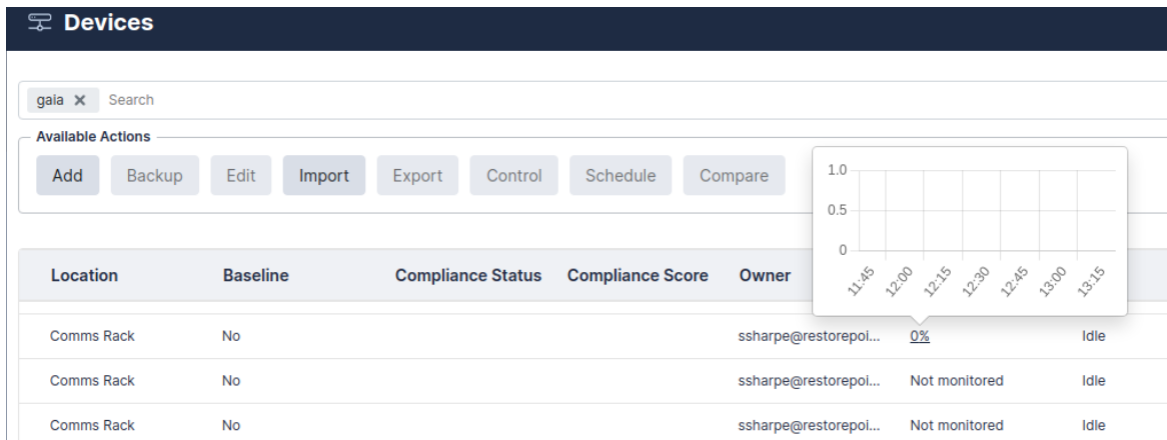 Devices
gaia × Search
Available Actions
Add Backup Edit Import Export Control Schedule Compare
1.0
0.5
0
11:45 12:00 12:15 12:30 12:45 13:00 13:15
Location Baseline Compliance Status Compliance Score Owner
Comms Rack No ssharpe@restorepoi... 0% Idle
Comms Rack No ssharpe@restorepoi... Not monitored Idle
Comms Rack No ssharpe@restorepoi... Not monitored Idle